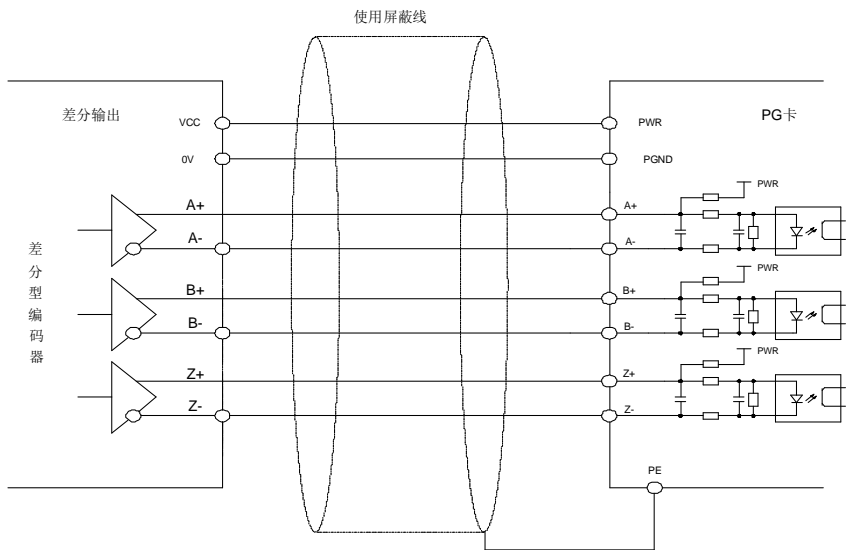 使用屏蔽线
差分输出
PG卡
VCC
PWR
0V
PGND
PWR
A+
A+
A-
A-
PWR
B+
B+
B-
B-
PWR
Z+
Z+
Z-
Z-
差分型编码器
PE